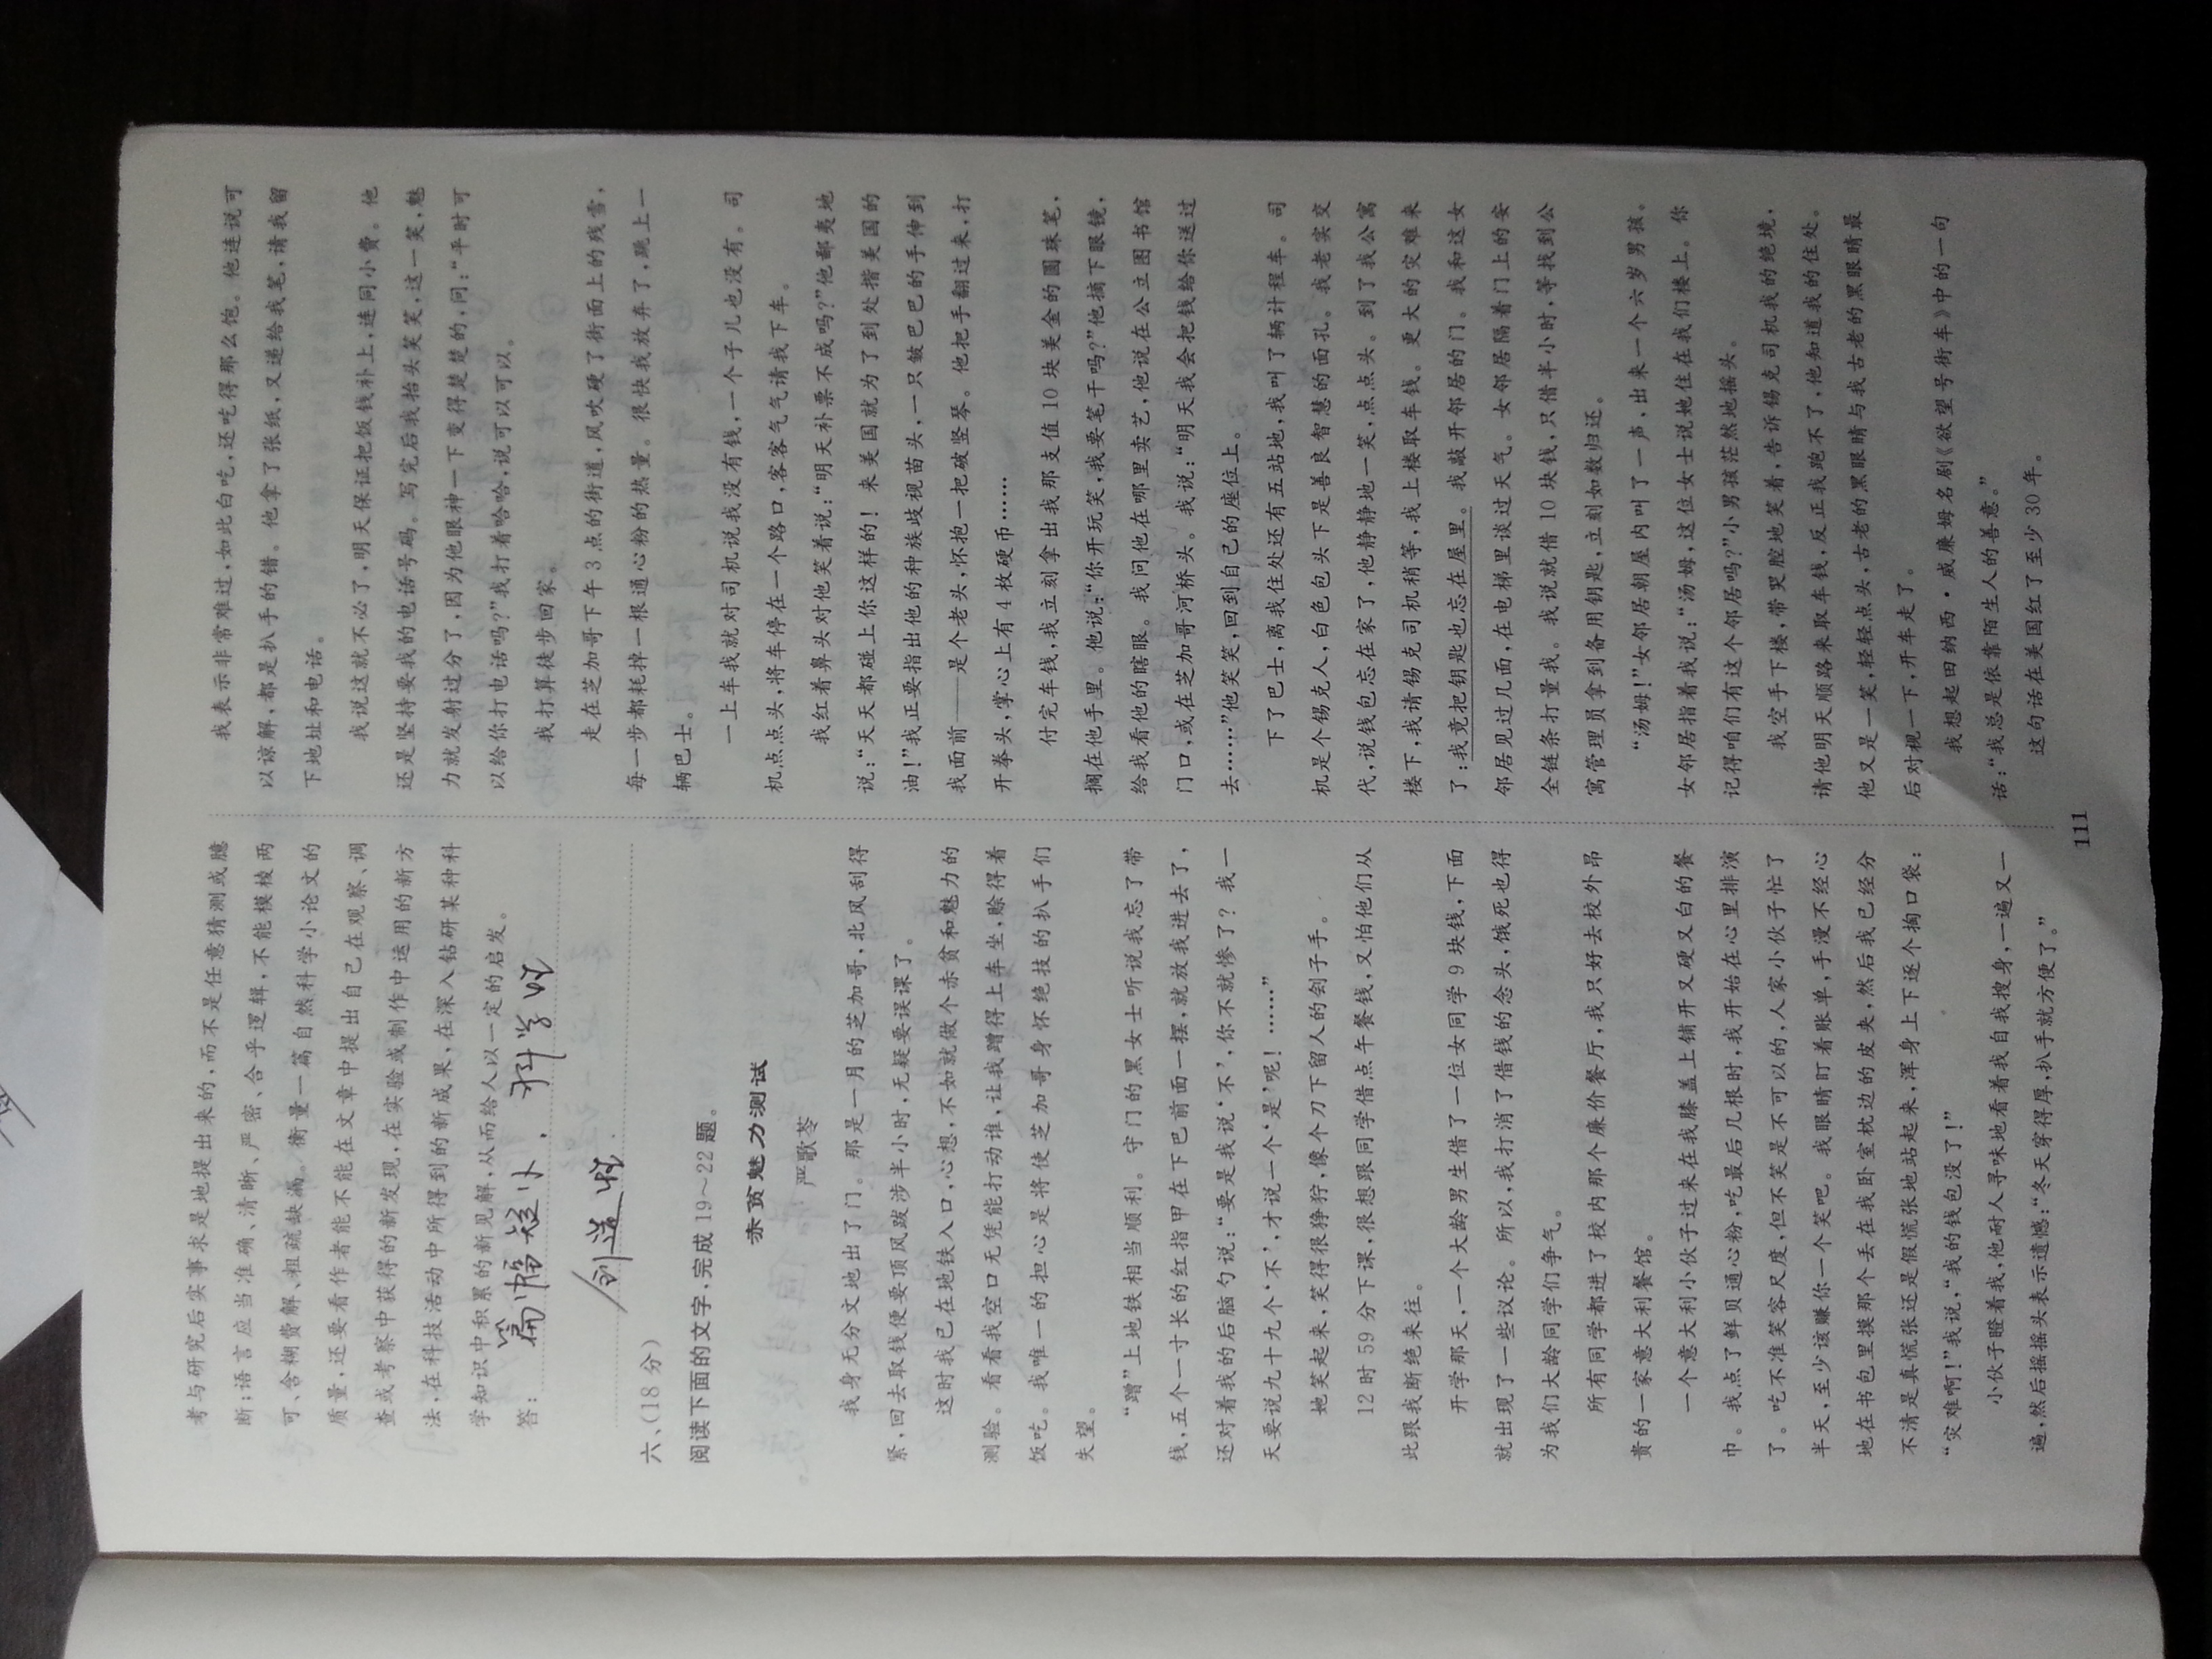 考与研究后实事求是地提出来的,而不是任意猜测或臆
断;语言应当准确、清晰、严密、合乎逻辑,不能模棱两
可、含糊费解、粗疏缺漏。衡量一篇自然科学小论文的
质量,还要看作者能不能在文章中提出自己在观察、调
查或考察中获得的新发现,在实验或制作中运用的新方
法,在科技活动中所得到的新成果,在深入钻研某种科
学知识中积累的新见解,从而给人以一定的启发。
答: 篇幅短小. 科学性
创造性.
六、(18 分)
阅读下面的文字,完成 19~22 题。
赤贫魅力测试
严歌苓
我身无分文地出了门。那是一月的芝加哥,北风刮得
紧,回去取钱便要顶风跋涉半小时,无疑要误课了。
这时我已在地铁入口,心想,不如就做个赤贫和魅力的
测验。看看我空口无凭能打动谁,让我蹭得上车坐,赊得着
饭吃。我唯一的担心是将使芝加哥身怀绝技的扒手们
失望。
“蹭”上地铁相当顺利。守门的黑女士听说我忘了带
钱,五个一寸长的红指甲在下巴前面一摆,就放我进去了,
还对着我的后脑勺说:“要是我说‘不’,你不就惨了?我一
天要说九十九个‘不’,才说一个‘是’呢!……”
她笑起来,笑得很狰狞,像个刀下留人的刽子手。
12 时 59 分下课,很想跟同学借点午餐钱,又怕他们从
此跟我断绝来往。
开学那天,一个大龄男生借了一位女同学 9 块钱,下面
就出现了一些议论。所以,我打消了借钱的念头,饿死也得
为我们大龄同学们争气。
所有同学都进了校内那个廉价餐厅,我只好去校外昂
贵的一家意大利餐馆。
一个意大利小伙子过来在我膝盖上铺开又硬又白的餐
巾。我点了鲜贝通心粉,吃最后几根时,我开始在心里排演
了。吃不准笑容尺度,但不笑是不可以的,人家小伙子忙了
半天,至少该赚你一个笑吧。我眼睛盯着账单,手漫不经心
地在书包里摸那个丢在我卧室枕边的皮夹,然后我已经分
不清是真慌张还是假慌张地站起来,浑身上下逐个掏口袋:
“灾难啊!”我说,“我的钱包没了!”
小伙子瞪着我,他耐人寻味地看着我自我搜身,一遍又一
遍,然后摇摇头表示遗憾:“冬天穿得厚,扒手就方便了。”
我表示非常难过,如此白吃,还吃得那么饱。他连说可
以谅解,都是扒手的错。他拿了张纸,又递给我笔,请我留
下地址和电话。
我说这就不必了,明天保证把饭钱补上,连同小费。他
还是坚持要我的电话号码。写完后我抬头笑笑,这一笑,魅
力就发射过分了,因为他眼神一下变得楚楚的,问:“平时可
以给你打电话吗?”我打着哈哈,说可以可以。
我打算徒步回家。
走在芝加哥下午 3 点的街道,风吹硬了街面上的残雪,
每一步都耗掉一根通心粉的热量。很快我放弃了,跳上一
辆巴士。
一上车我就对司机说我没有钱,一个子儿也没有。司
机点点头,将车停在一个路口,客客气气请我下车。
我红着鼻头对他笑着说:“明天补票不成吗?”他鄙夷地
说:“天天都碰上你这样的!来美国就为了到处揩美国的
油!”我正要指出他的种族歧视苗头,一只皱巴巴的手伸到
我面前——是个老头,怀抱一把破竖琴。他把手翻过来,打
开拳头,掌心上有 4 枚硬币……
付完车钱,我立刻拿出我那支值 10 块美金的圆珠笔,
搁在他手里。他说:“你开玩笑,我要笔干吗?”他摘下眼镜,
给我看他的瞎眼。我问他在哪里卖艺,他说在公立图书馆
门口,或在芝加哥河桥头。我说:“明天我会把钱给你送过
去……”他笑笑,回到自己的座位上。
下了巴士,离我住处还有五站地,我叫了辆计程车。司
机是个锡克人,白色包头下是善良智慧的面孔。我老实交
代,说钱包忘在家了,他静静地一笑,点点头。到了我公寓
楼下,我请锡克司机稍等,我上楼取车钱。更大的灾难来
了:我竟把钥匙也忘在屋里。我敲开邻居的门。我和这女
邻居见过几面,在电梯里谈过天气。女邻居隔着门上的安
全链条打量我。我说就借 10 块钱,只借半小时,等找到公
寓管理员拿到备用钥匙,立刻如数归还。
“汤姆!”女邻居朝屋内叫了一声,出来一个六岁男孩。
女邻居指着我说:“汤姆,这位女士说她住在我们楼上。你
记得咱们有这个邻居吗?”小男孩茫然地摇头。
我空手下楼,带哭腔地笑着,告诉锡克司机我的绝境,
请他明天顺路来取车钱,反正我跑不了,他知道我的住处。
他又是一笑,轻轻点头,古老的黑眼睛与我古老的黑眼睛最
后对视一下,开车走了。
我想起田纳西·威廉姆名剧《欲望号街车》中的一句
话:“我总是依靠陌生人的善意。”
这句话在美国红了至少 30 年。
111